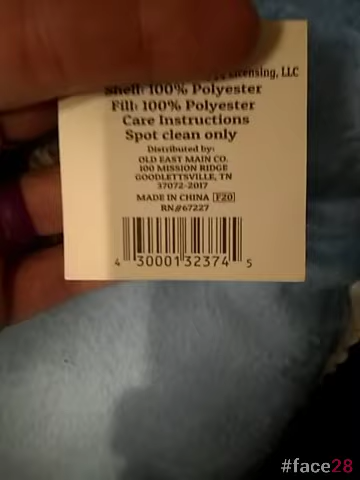 Licensing, LLC
Shell: 100% Polyester
Fill: 100% Polyester
Care Instructions
Spot clean only
Distributed by:
OLD EAST MAIN CO.
100 MISSION RIDGE
GOODLETTSVILLE, TN
37072-2017
MADE IN CHINA F20
RN#67227
4 30001 32374 5
#face28